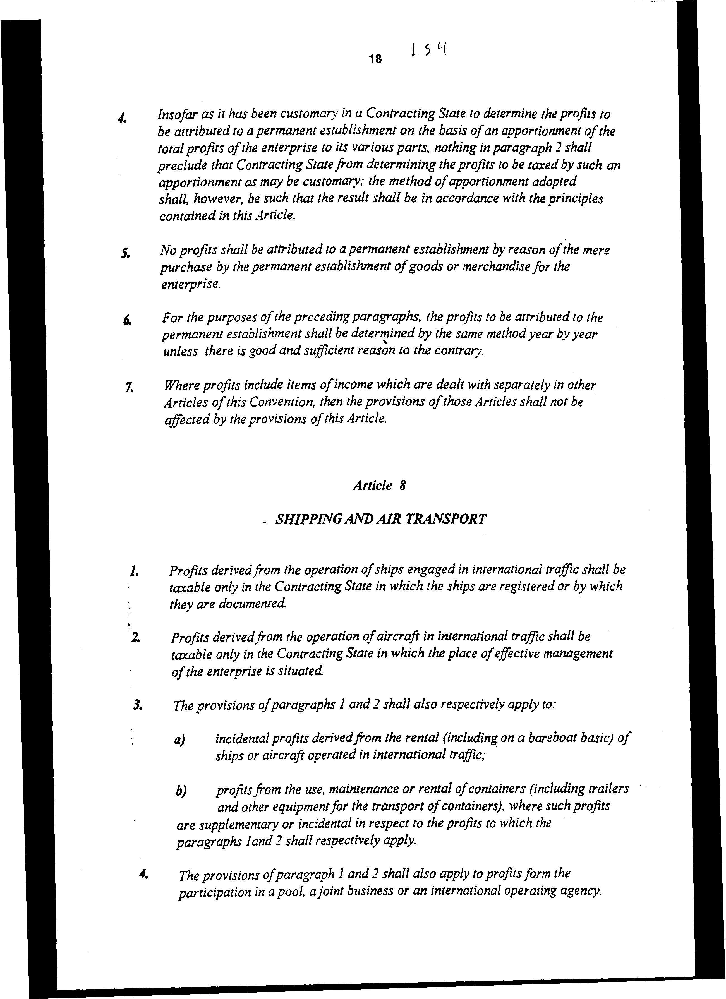 18 LS4
4. Insofar as it has been customary in a Contracting State to determine the profits to
be attributed to a permanent establishment on the basis of an apportionment of the
total profits of the enterprise to its various parts, nothing in paragraph 2 shall
preclude that Contracting State from determining the profits to be taxed by such an
apportionment as may be customary; the method of apportionment adopted
shall, however, be such that the result shall be in accordance with the principles
contained in this Article.
5. No profits shall be attributed to a permanent establishment by reason of the mere
purchase by the permanent establishment of goods or merchandise for the
enterprise.
6. For the purposes of the preceding paragraphs, the profits to be attributed to the
permanent establishment shall be determined by the same method year by year
unless there is good and sufficient reason to the contrary.
7. Where profits include items of income which are dealt with separately in other
Articles of this Convention, then the provisions of those Articles shall not be
affected by the provisions of this Article.
Article 8
- SHIPPING AND AIR TRANSPORT
1. Profits derived from the operation of ships engaged in international traffic shall be
taxable only in the Contracting State in which the ships are registered or by which
they are documented.
2. Profits derived from the operation of aircraft in international traffic shall be
taxable only in the Contracting State in which the place of effective management
of the enterprise is situated.
3. The provisions of paragraphs 1 and 2 shall also respectively apply to:
a) incidental profits derived from the rental (including on a bareboat basic) of
ships or aircraft operated in international traffic;
b) profits from the use, maintenance or rental of containers (including trailers
and other equipment for the transport of containers), where such profits
are supplementary or incidental in respect to the profits to which the
paragraphs 1and 2 shall respectively apply.
4. The provisions of paragraph 1 and 2 shall also apply to profits form the
participation in a pool, a joint business or an international operating agency.